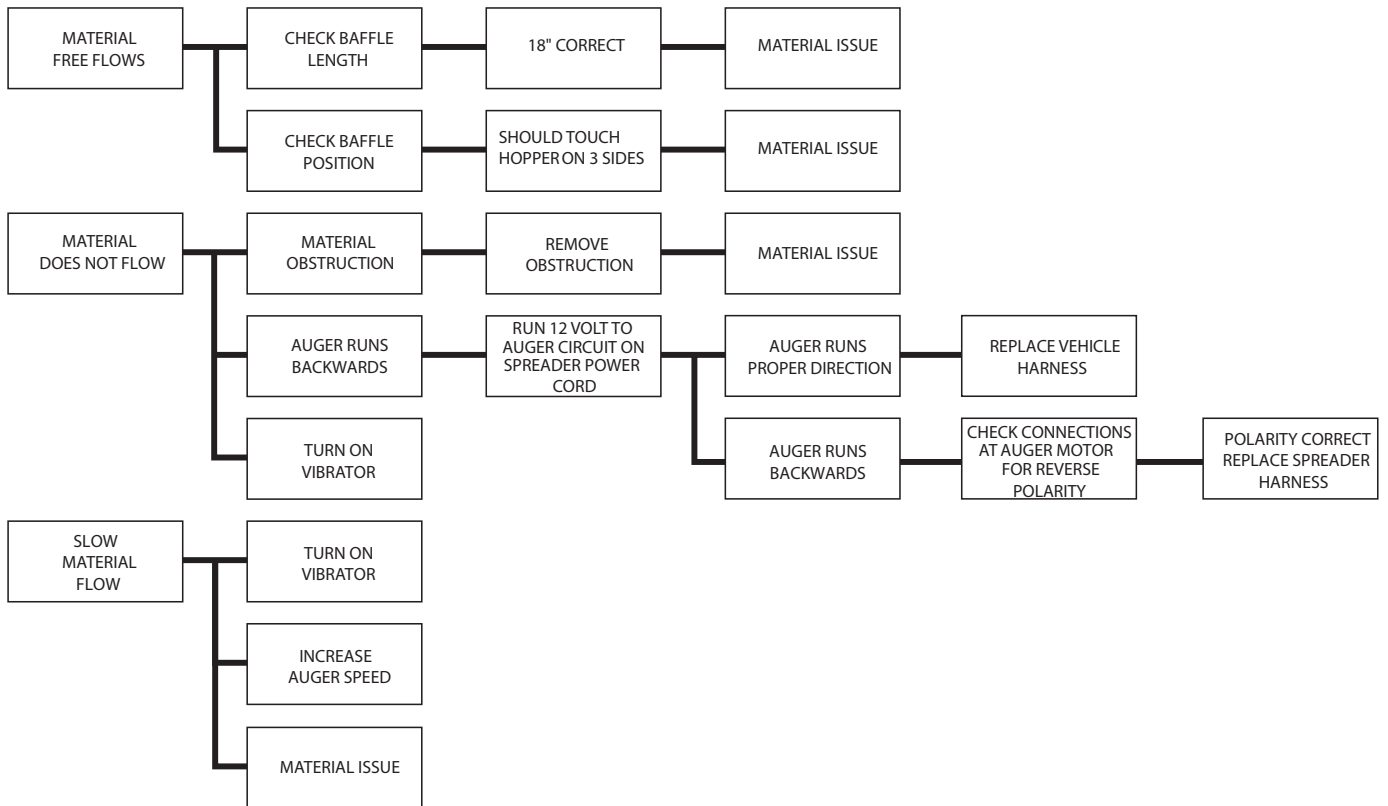 MATERIAL
FREE FLOWS
CHECK BAFFLE
LENGTH
18" CORRECT
MATERIAL ISSUE
CHECK BAFFLE
POSITION
SHOULD TOUCH
HOPPER ON 3 SIDES
MATERIAL ISSUE
MATERIAL
DOES NOT FLOW
MATERIAL
OBSTRUCTION
REMOVE
OBSTRUCTION
MATERIAL ISSUE
AUGER RUNS
BACKWARDS
RUN 12 VOLT TO
AUGER CIRCUIT ON
SPREADER POWER
CORD
AUGER RUNS
PROPER DIRECTION
REPLACE VEHICLE
HARNESS
TURN ON
VIBRATOR
AUGER RUNS
BACKWARDS
CHECK CONNECTIONS
AT AUGER MOTOR
FOR REVERSE
POLARITY
POLARITY CORRECT
REPLACE SPREADER
HARNESS
SLOW
MATERIAL
FLOW
TURN ON
VIBRATOR
INCREASE
AUGER SPEED
MATERIAL ISSUE